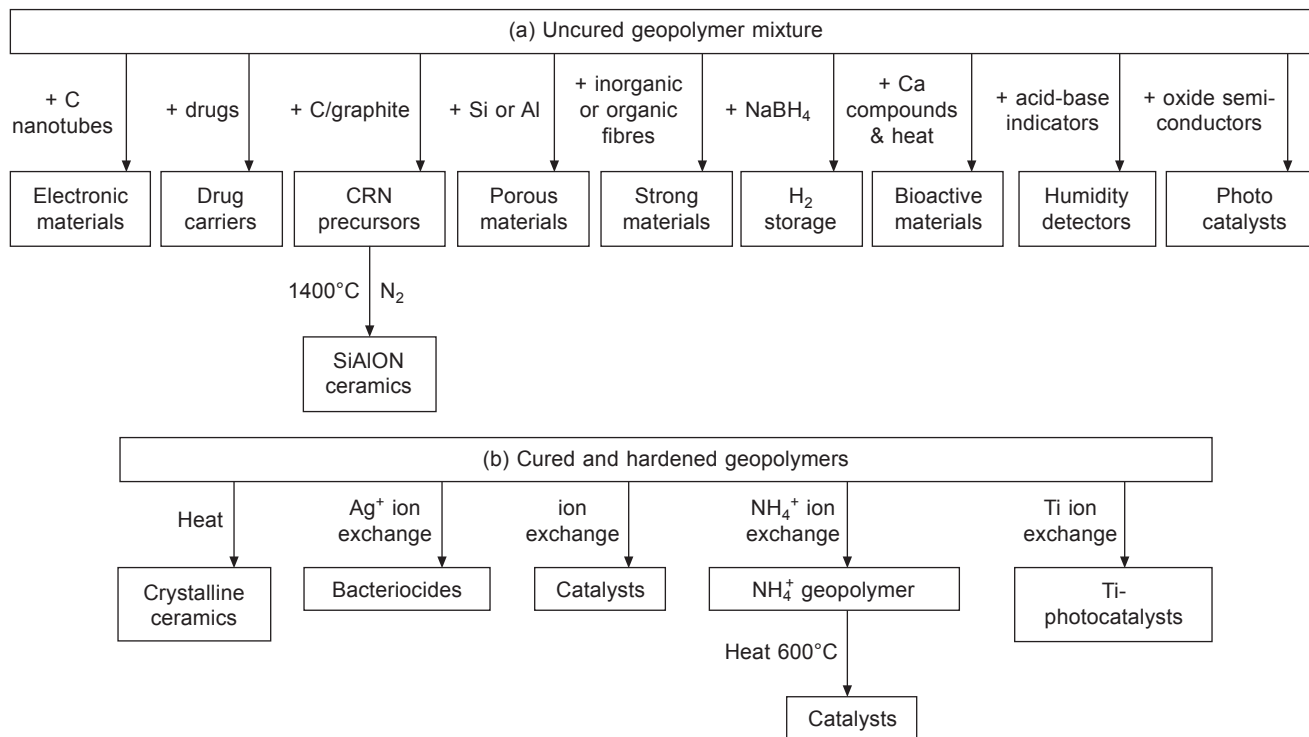 (a) Uncured geopolymer mixture
+ C
nanotubes
+ drugs
+ C/graphite
+ Si or Al
+ inorganic
or organic
fibres
+ NaBH₄
+ Ca
compounds
& heat
+ acid-base
indicators
+ oxide semi-
conductors
Electronic
materials
Drug
carriers
CRN
precursors
Porous
materials
Strong
materials
H₂
storage
Bioactive
materials
Humidity
detectors
Photo
catalysts
1400°C N₂
SiAlON
ceramics
(b) Cured and hardened geopolymers
Heat
Ag⁺ ion
exchange
ion
exchange
NH₄⁺ ion
exchange
Ti ion
exchange
Crystalline
ceramics
Bacteriocides
Catalysts
NH₄⁺ geopolymer
Ti-
photocatalysts
Heat 600°C
Catalysts